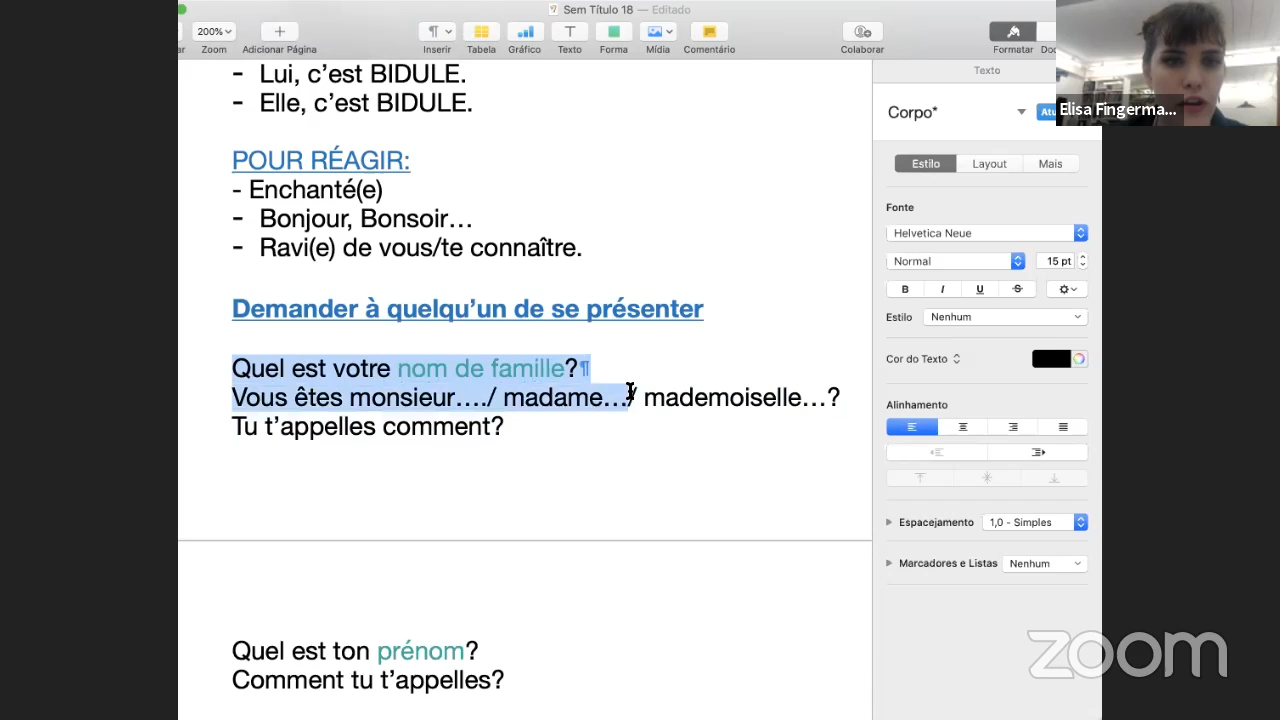 Sem Título 18 — Editado
200%
Zoom
Adicionar Página
Inserir
Tabela
Gráfico
Texto
Forma
Mídia
Comentário
Colaborar
Formatar
- Lui, c’est BIDULE.
- Elle, c’est BIDULE.
POUR RÉAGIR:
- Enchanté(e)
- Bonjour, Bonsoir…
- Ravi(e) de vous/te connaître.
Demander à quelqu’un de se présenter
Quel est votre nom de famille?¶
Vous êtes monsieur…./ madame…/ mademoiselle…?
Tu t’appelles comment?
Quel est ton prénom?
Comment tu t’appelles?
Texto
Elisa Fingerma...
Corpo*
Estilo Layout Mais
Fonte
Helvetica Neue
Normal 15 pt
B I U S
Estilo Nenhum
Cor do Texto
Alinhamento
Espacejamento 1,0 - Simples
Marcadores e Listas Nenhum
zoom